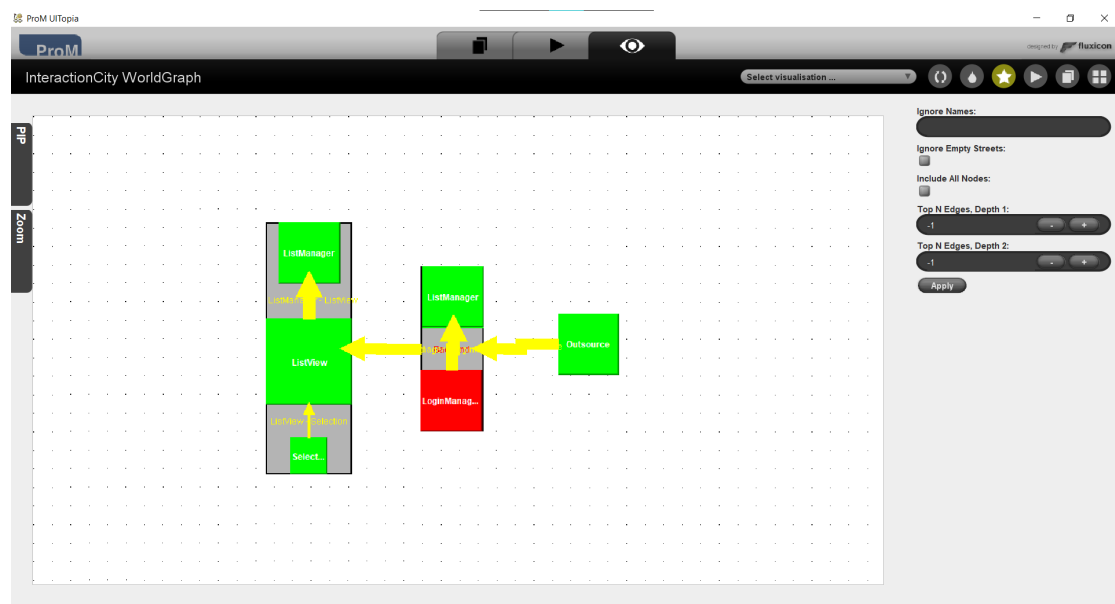 ProM UITopia
ProM
designed by fluxicon
InteractionCity WorldGraph
Select visualisation ...
PIP
Zoom
Ignore Names:
Ignore Empty Streets:
Include All Nodes:
Top N Edges, Depth 1:
-1
-
+
Top N Edges, Depth 2:
-1
-
+
Apply
ListManager
ListView
ListView
ListView Selection
Select...
ListManager
LoginManag...
Outsource